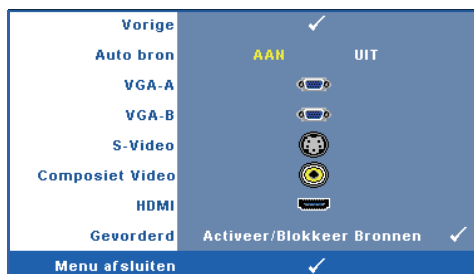 Vorige
Auto bron AAN UIT
VGA-A
VGA-B
S-Video
Composiet Video
HDMI
Gevorderd Activeer/Blokkeer Bronnen
Menu afsluiten